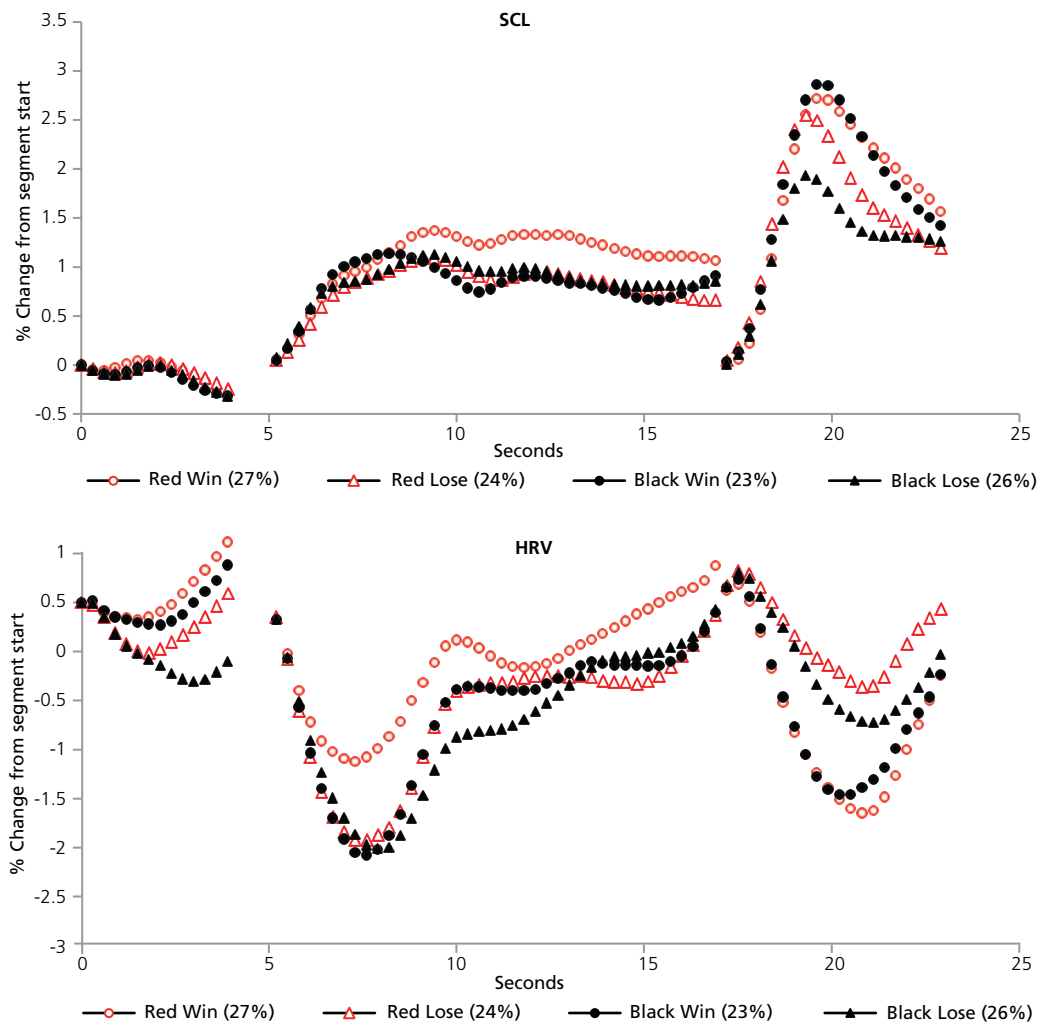 SCL
% Change from segment start
3.5
3
2.5
2
1.5
1
0.5
0
-0.5
0 5 10 15 20 25
Seconds
Red Win (27%) Red Lose (24%) Black Win (23%) Black Lose (26%)
HRV
% Change from segment start
1
0.5
0
-0.5
-1
-1.5
-2
-2.5
-3
0 5 10 15 20 25
Seconds
Red Win (27%) Red Lose (24%) Black Win (23%) Black Lose (26%)